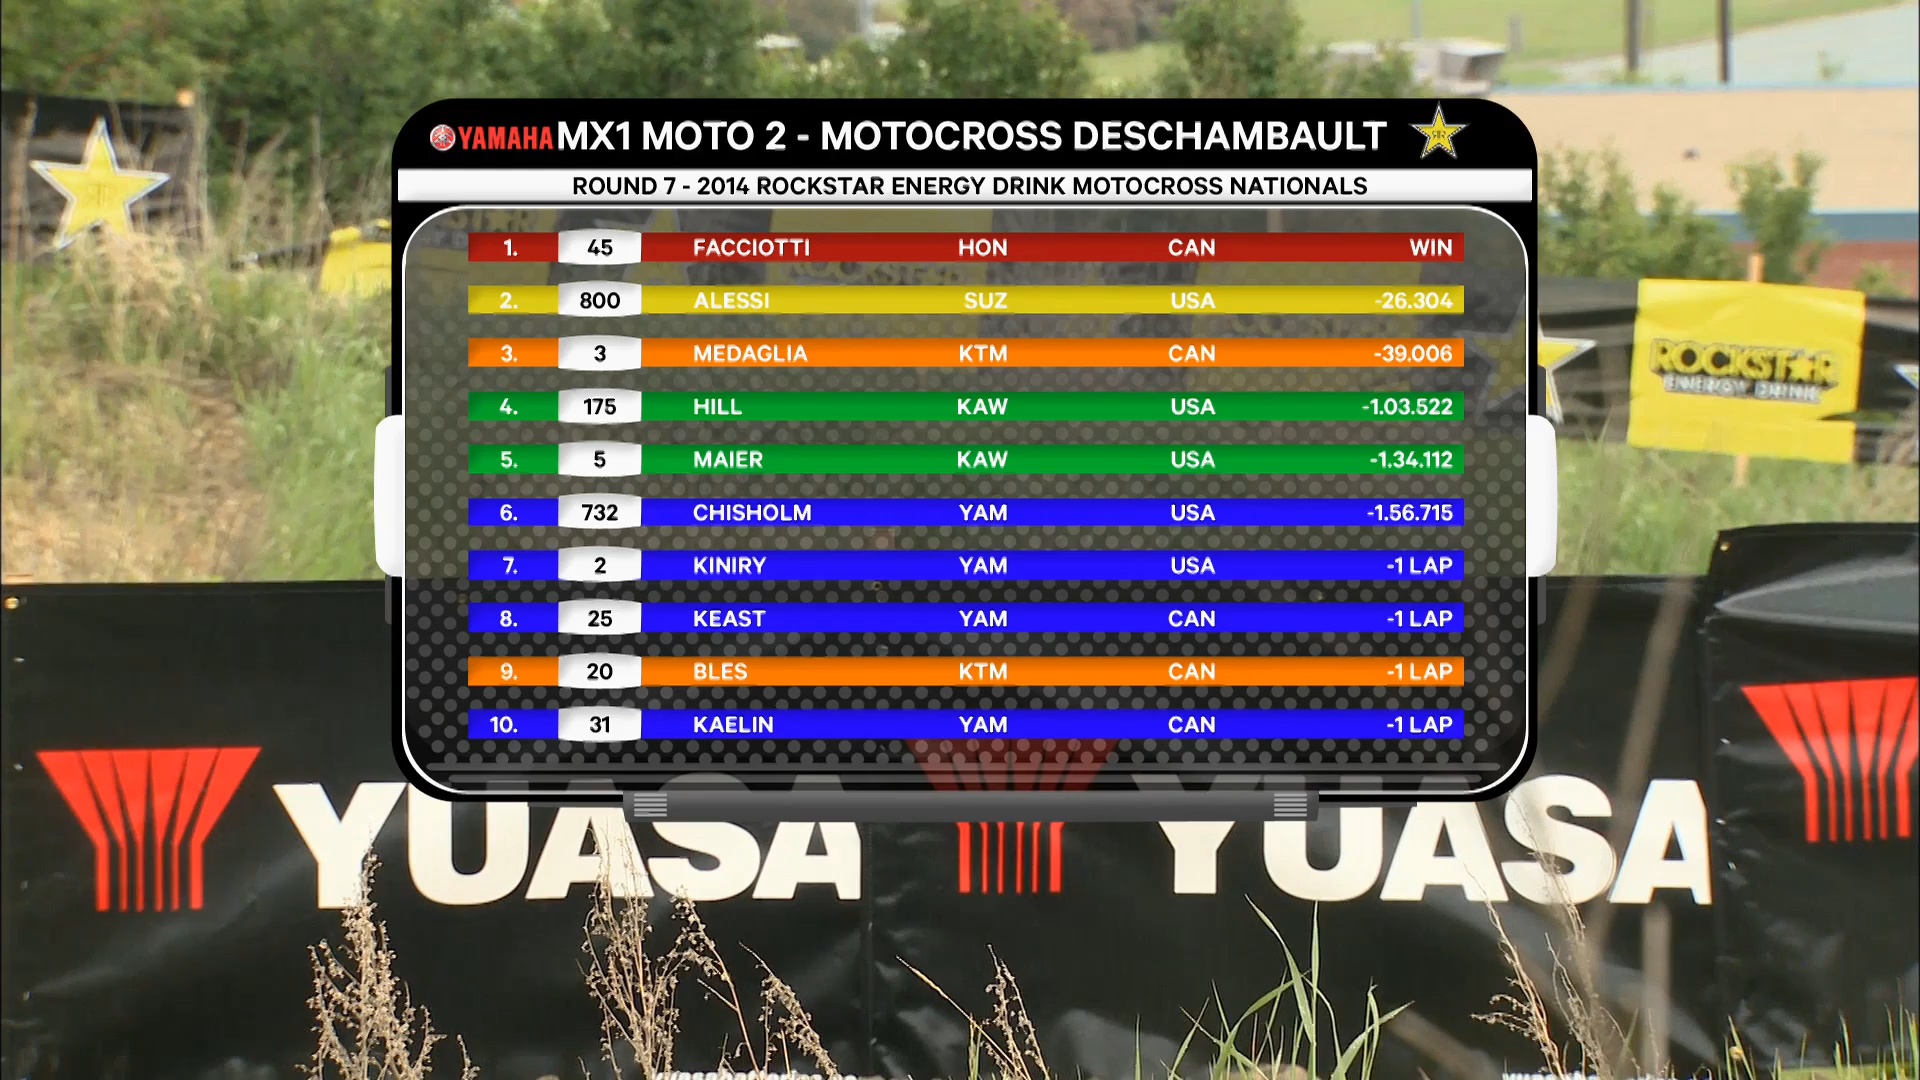 YAMAHA MX1 MOTO 2 - MOTOCROSS DESCHAMBAULT
ROUND 7 - 2014 ROCKSTAR ENERGY DRINK MOTOCROSS NATIONALS
1. 45 FACCIOTTI HON CAN WIN
2. 800 ALESSI SUZ USA -26.304
3. 3 MEDAGLIA KTM CAN -39.006
4. 175 HILL KAW USA -1.03.522
5. 5 MAIER KAW USA -1.34.112
6. 732 CHISHOLM YAM USA -1.56.715
7. 2 KINIRY YAM USA -1 LAP
8. 25 KEAST YAM CAN -1 LAP
9. 20 BLES KTM CAN -1 LAP
10. 31 KAELIN YAM CAN -1 LAP
ROCKSTAR
ENERGY DRINK
YUASA YUASA